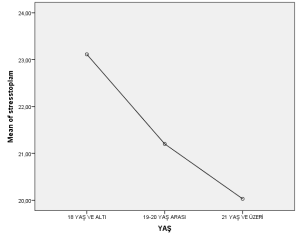 24,00
23,00
22,00
21,00
20,00
Mean of stresstoplam
18 YAŞ VE ALTI
19-20 YAŞ ARASI
21 YAŞ VE ÜZERİ
YAŞ